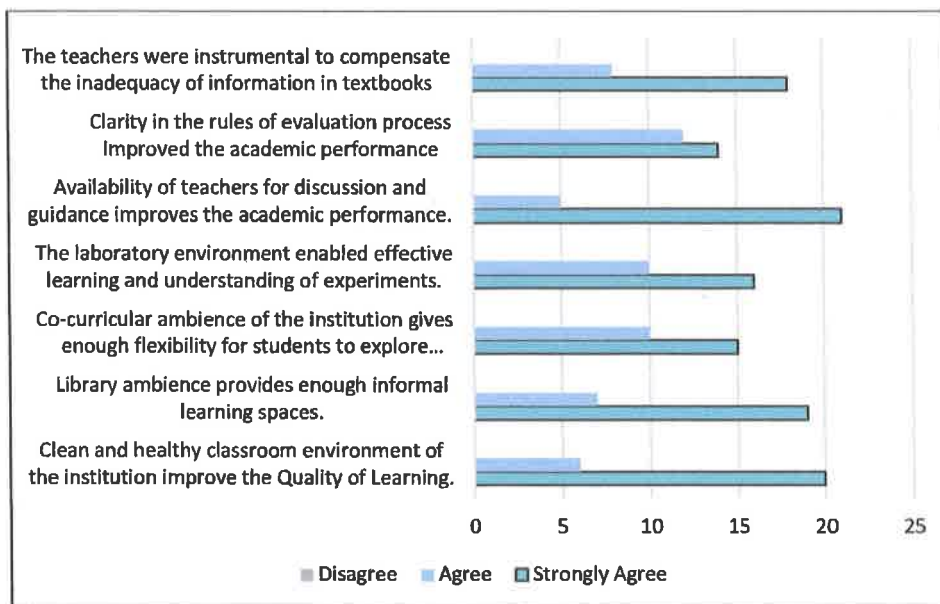 The teachers were instrumental to compensate
the inadequacy of information in textbooks
Clarity in the rules of evaluation process
Improved the academic performance
Availability of teachers for discussion and
guidance improves the academic performance.
The laboratory environment enabled effective
learning and understanding of experiments.
Co-curricular ambience of the institution gives
enough flexibility for students to explore...
Library ambience provides enough informal
learning spaces.
Clean and healthy classroom environment of
the institution improve the Quality of Learning.
0 5 10 15 20 25
Disagree Agree Strongly Agree